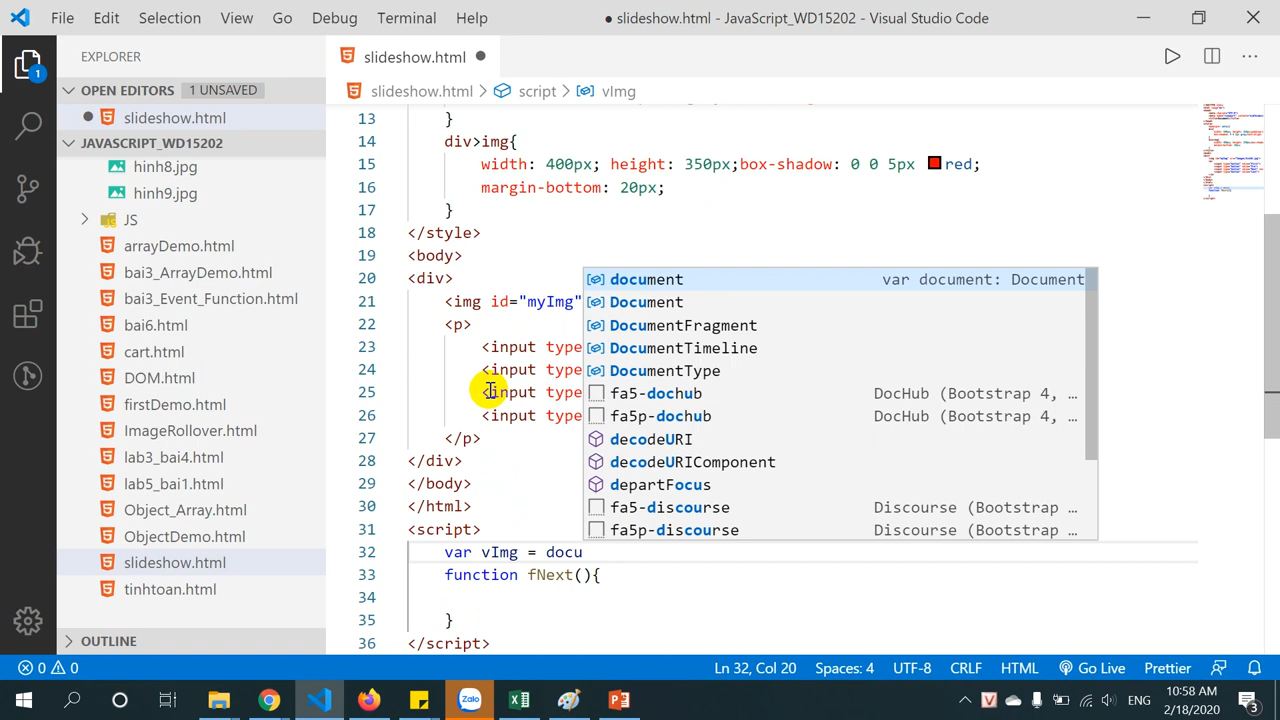 File Edit Selection View Go Debug Terminal Help ● slideshow.html - JavaScript_WD15202 - Visual Studio Code
EXPLORER
OPEN EDITORS 1 UNSAVED
slideshow.html
JAVASCRIPT_WD15202
hinh8.jpg
hinh9.jpg
JS
arrayDemo.html
bai3_ArrayDemo.html
bai3_Event_Function.html
bai6.html
cart.html
DOM.html
firstDemo.html
ImageRollover.html
lab3_bai4.html
lab5_bai1.html
Object_Array.html
ObjectDemo.html
slideshow.html
tinhtoan.html
OUTLINE
1
slideshow.html
slideshow.html > script > vImg
13 }
14 div>img{
15 width: 400px; height: 350px;box-shadow: 0 0 5px red;
16 margin-bottom: 20px;
17 }
18 </style>
19 <body>
20 <div>
21 <img id="myImg"
22 <p>
23 <input type
24 <input type
25 <input type
26 <input type
27 </p>
28 </div>
29 </body>
30 </html>
31 <script>
32 var vImg = docu
33 function fNext(){
34
35 }
36 </script>
document var document: Document
Document
DocumentFragment
DocumentTimeline
DocumentType
fa5-dochub DocHub (Bootstrap 4, …
fa5p-dochub DocHub (Bootstrap 4, …
decodeURI
decodeURIComponent
departFocus
fa5-discourse Discourse (Bootstrap …
fa5p-discourse Discourse (Bootstrap …
0 0 Ln 32, Col 20 Spaces: 4 UTF-8 CRLF HTML Go Live Prettier
Zalo
ENG
10:58 AM
2/18/2020
3